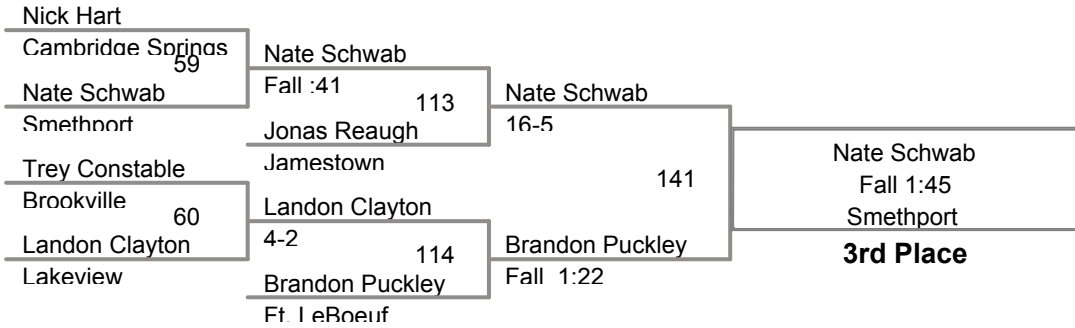 Nick Hart
Cambridge Springs
59
Nate Schwab
Smethport
Trey Constable
Brookville
60
Landon Clayton
Lakeview
Nate Schwab
Fall :41
113
Jonas Reaugh
Jamestown
Landon Clayton
4-2
114
Brandon Puckley
Ft. LeBoeuf
Nate Schwab
16-5
141
Brandon Puckley
Fall 1:22
Nate Schwab
Fall 1:45
Smethport
3rd Place